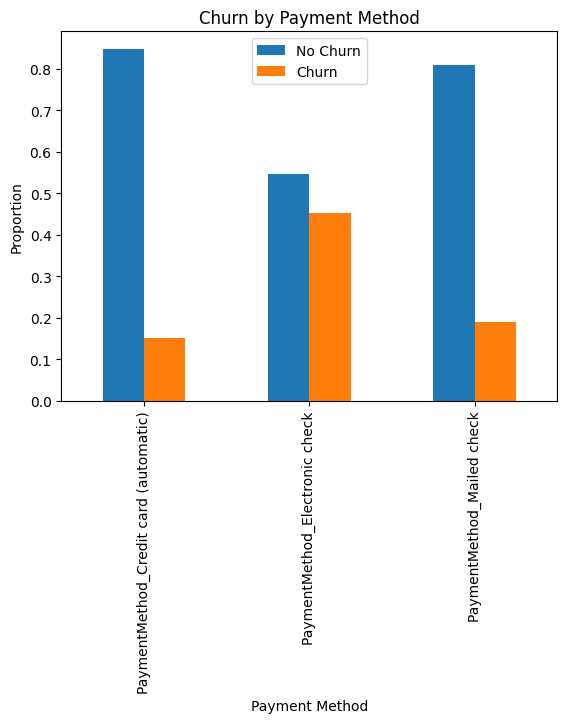 Churn by Payment Method
No Churn
Churn
Proportion
0.8
0.7
0.6
0.5
0.4
0.3
0.2
0.1
0.0
PaymentMethod_Credit card (automatic)
PaymentMethod_Electronic check
PaymentMethod_Mailed check
Payment Method